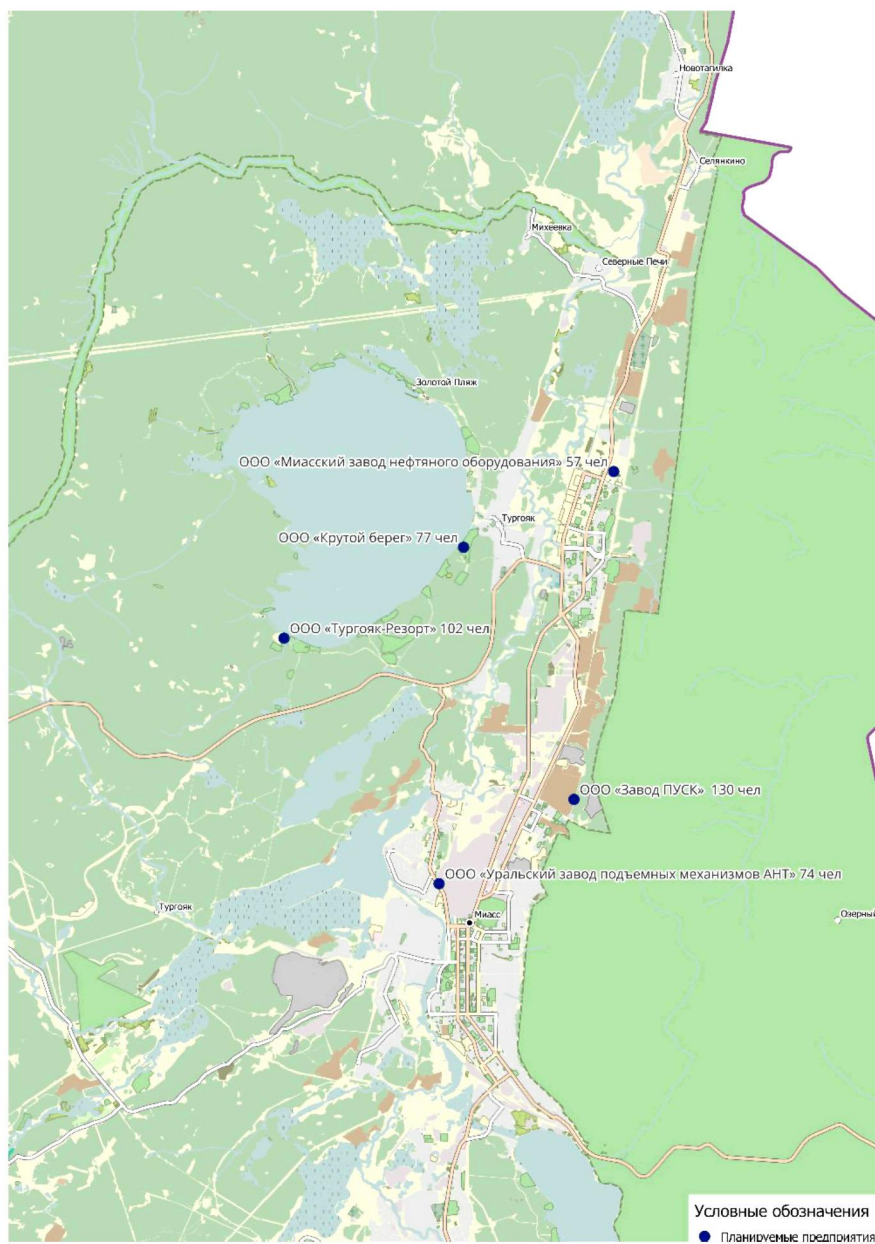 Новотагилка
Селянкино
Михеевка
Северные Печи
Золотой Пляж
ООО «Миасский завод нефтяного оборудования» 57 чел
Тургояк
ООО «Крутой берег» 77 чел
ООО «Тургояк-Резорт» 102 чел
ООО «Завод ПУСК» 130 чел
ООО «Уральский завод подъемных механизмов АНТ» 74 чел
Тургояк
Миасс
Озерный
Условные обозначения
Планируемые предприятия